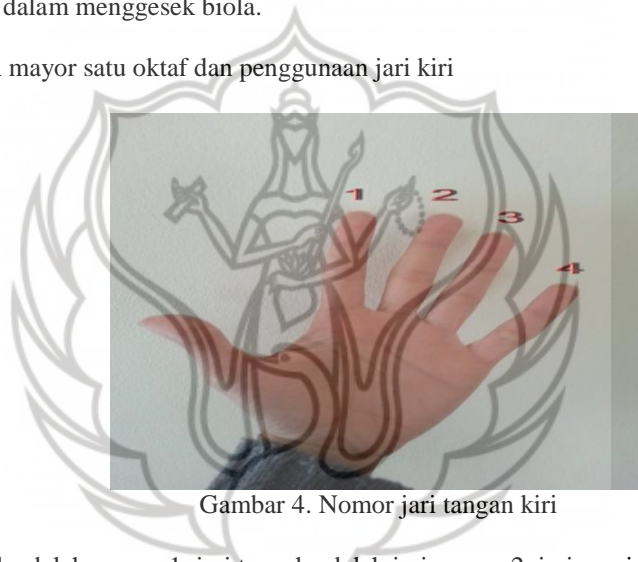 dalam menggesek biola.
mayor satu oktaf dan penggunaan jari kiri
1 2 3 4
Gambar 4. Nomor jari tangan kiri